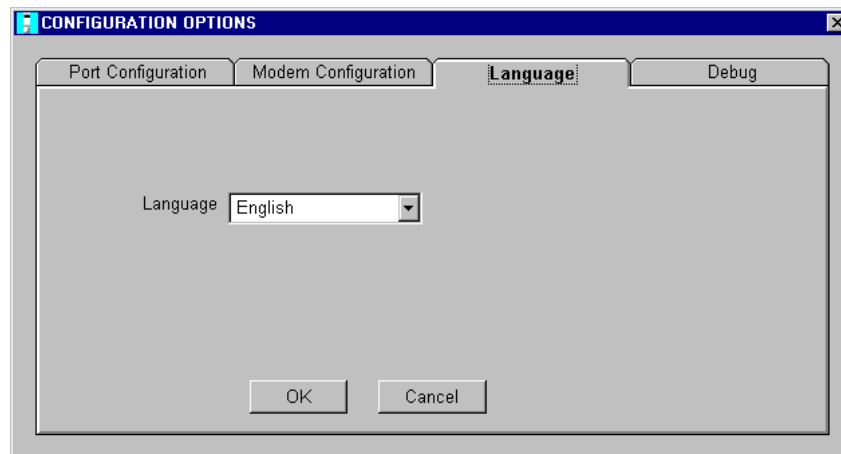 CONFIGURATION OPTIONS
Port Configuration Modem Configuration Language Debug
Language English
OK Cancel